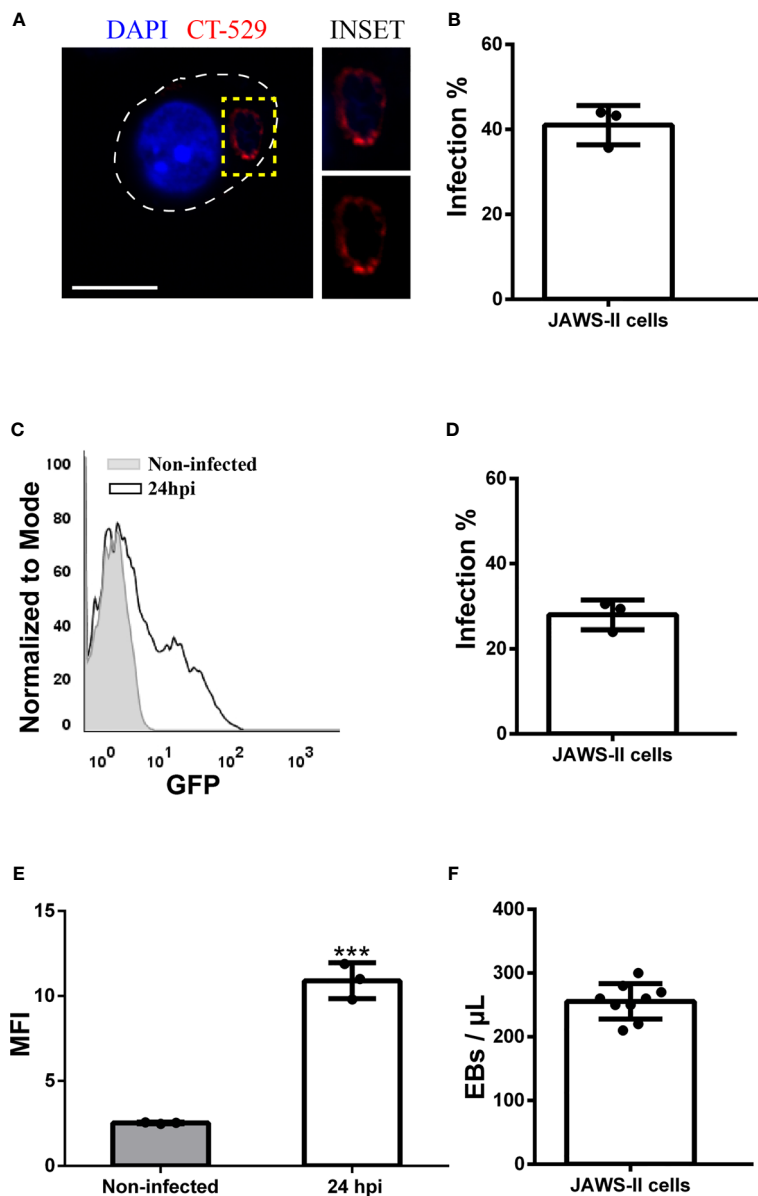 A
DAPI CT-529 INSET
B
Infection %
60
40
20
0
JAWS-II cells
C
Normalized to Mode
100
80
60
40
20
0
Non-infected
24hpi
10^0 10^1 10^2 10^3
GFP
D
Infection %
60
40
20
0
JAWS-II cells
E
MFI
15
10
5
0
***
Non-infected 24 hpi
F
EBs / µL
400
300
200
100
0
JAWS-II cells